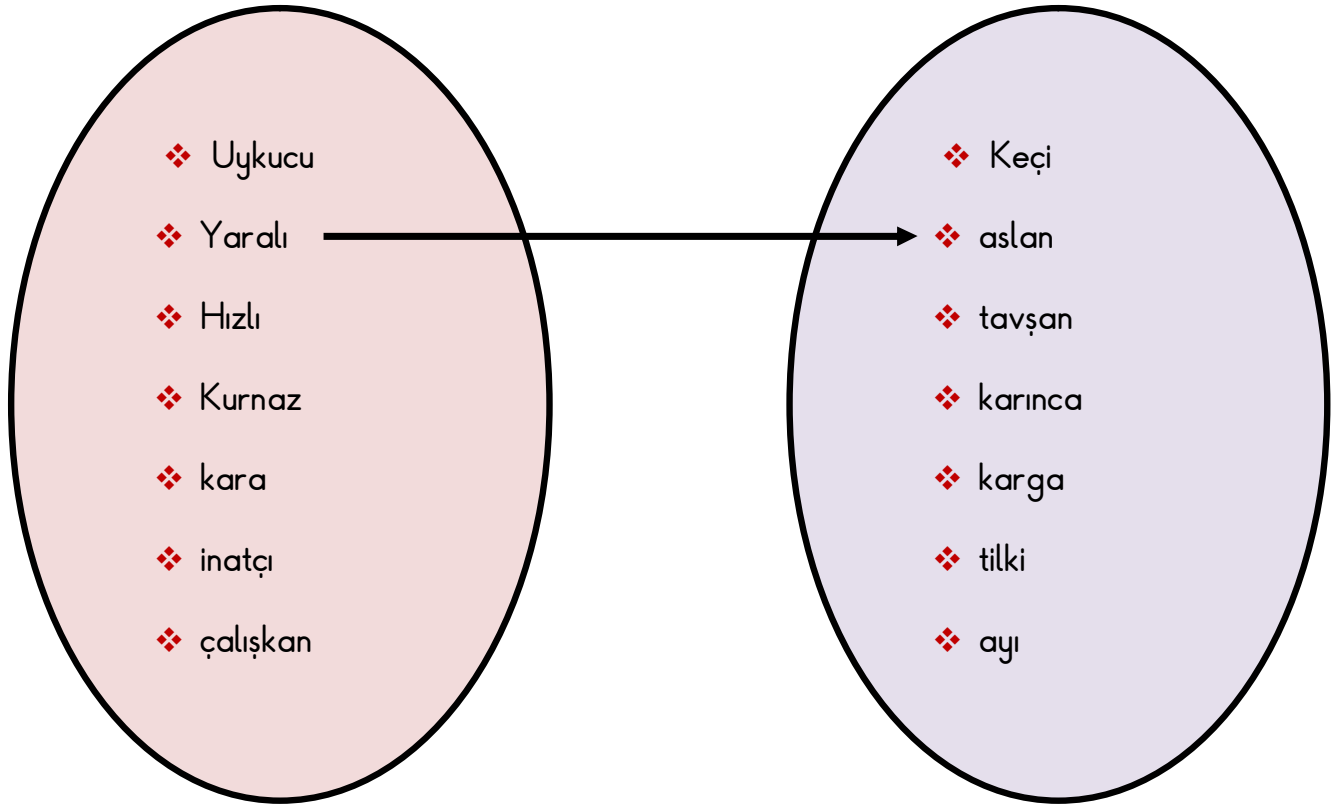 Uykucu
Yaralı
Hızlı
Kurnaz
kara
inatçı
çalışkan
Keçi
aslan
tavşan
karınca
karga
tilki
ayı